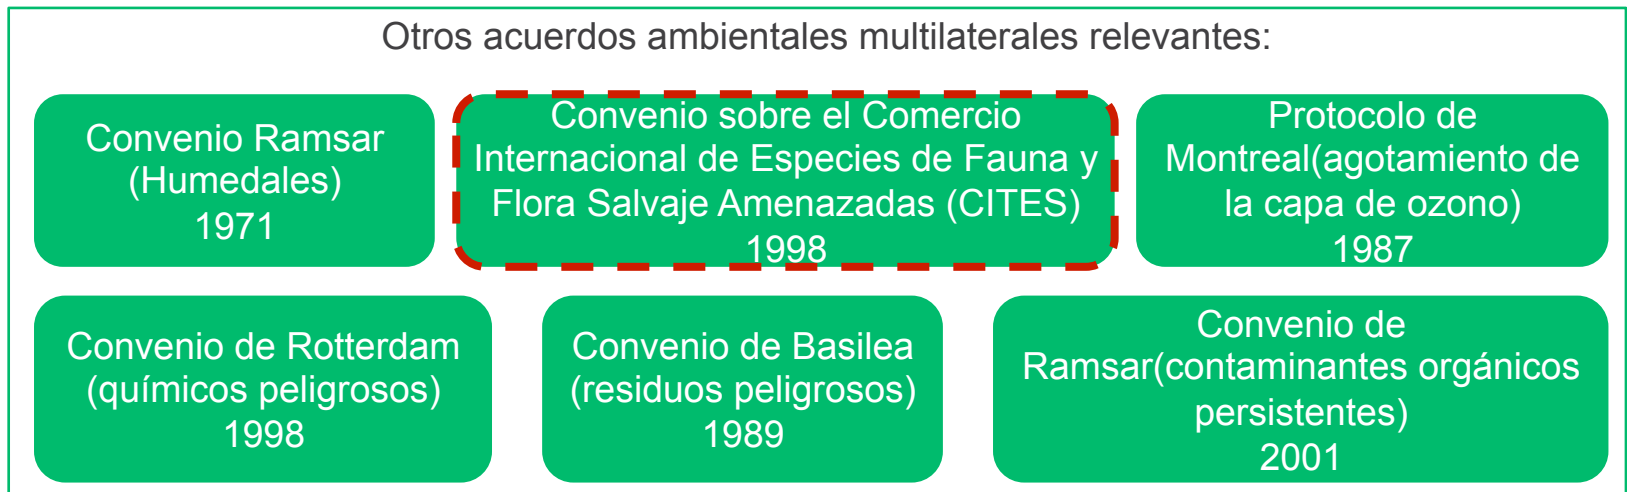 Otros acuerdos ambientales multilaterales relevantes:
Convenio Ramsar
(Humedales)
1971
Convenio sobre el Comercio
Internacional de Especies de Fauna y
Flora Salvaje Amenazadas (CITES)
1998
Protocolo de
Montreal(agotamiento de
la capa de ozono)
1987
Convenio de Rotterdam
(químicos peligrosos)
1998
Convenio de Basilea
(residuos peligrosos)
1989
Convenio de
Ramsar(contaminantes orgánicos
persistentes)
2001